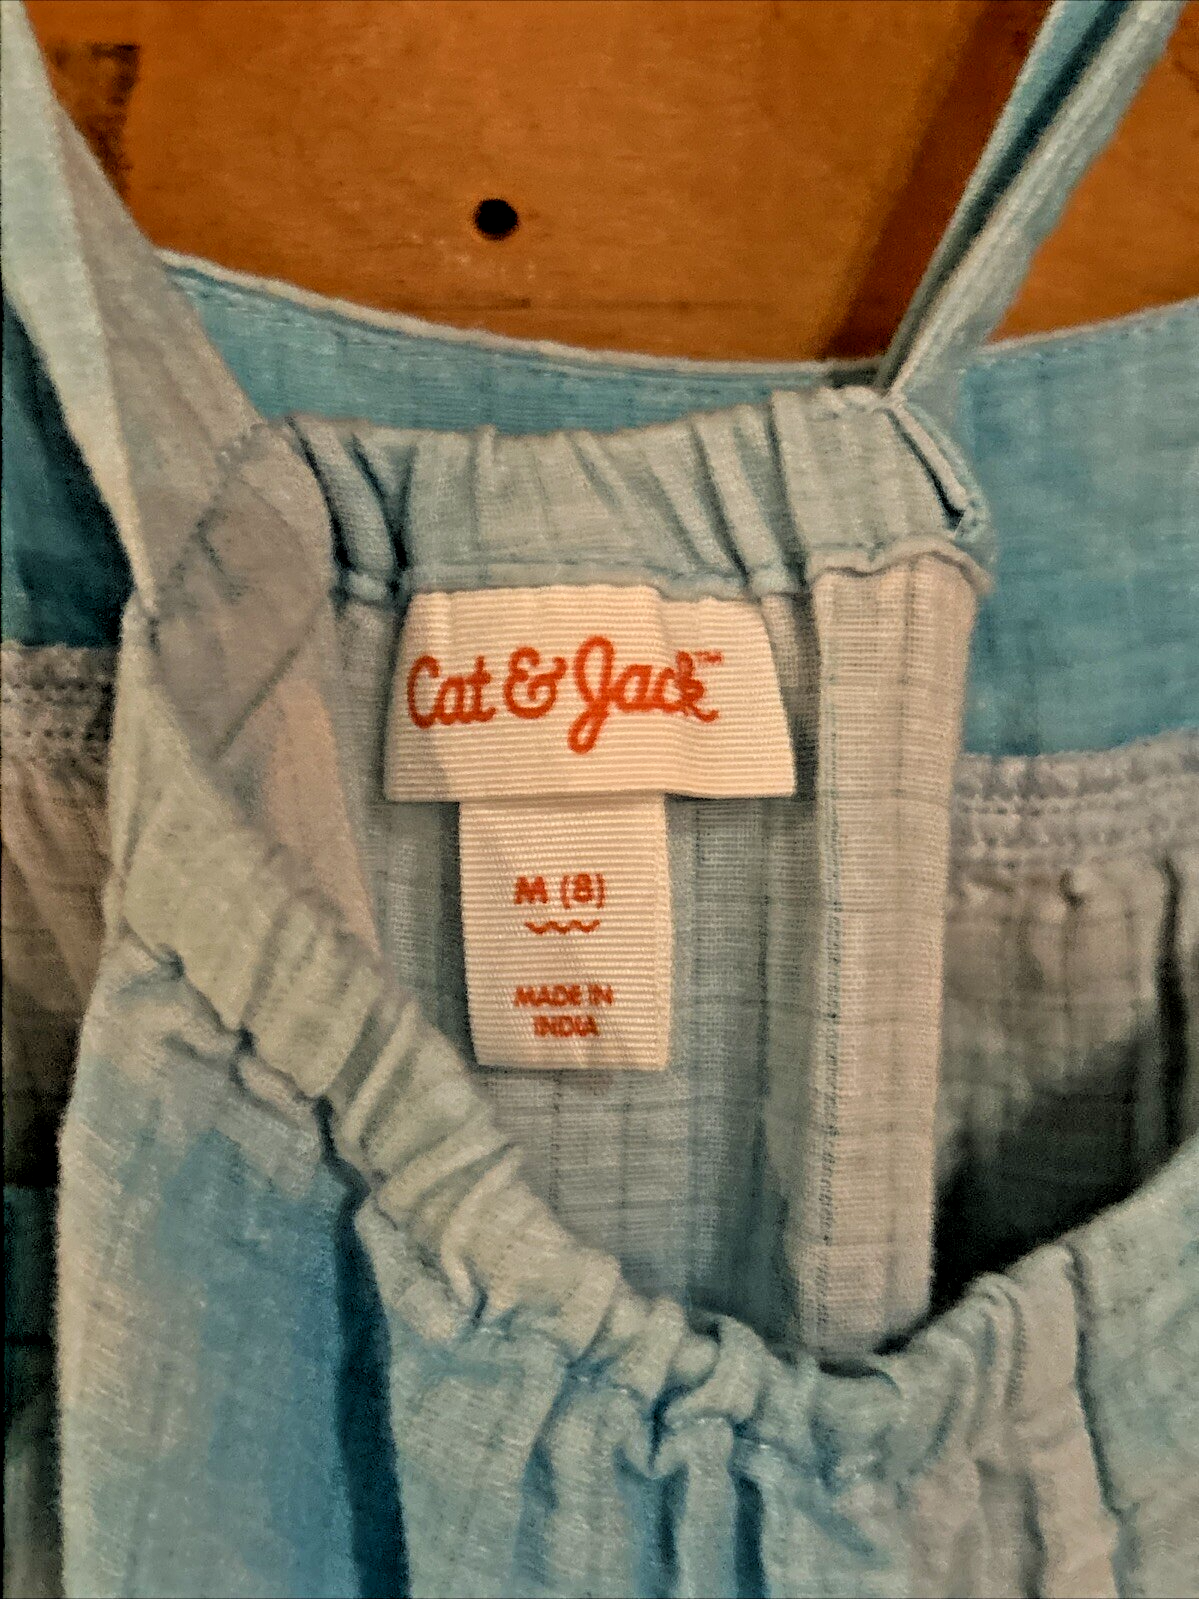 Cat & Jack™
M (8)
MADE IN
INDIA